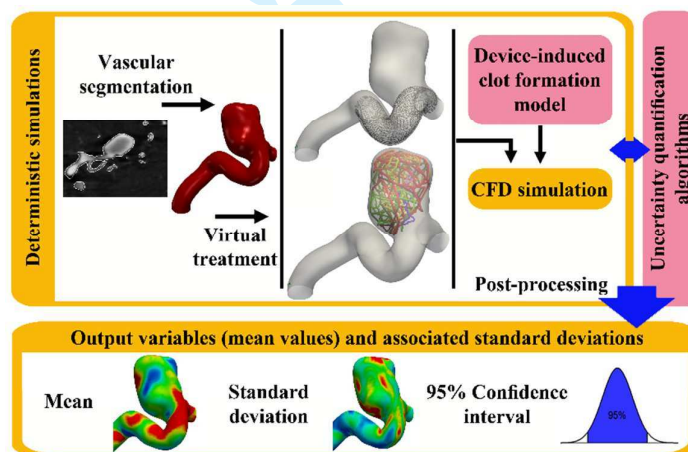 Deterministic simulations
Vascular
segmentation
Virtual
treatment
Device-induced
clot formation
model
CFD simulation
Post-processing
Uncertainty quantification
algorithms
Output variables (mean values) and associated standard deviations
Mean
Standard
deviation
95% Confidence
interval
95%